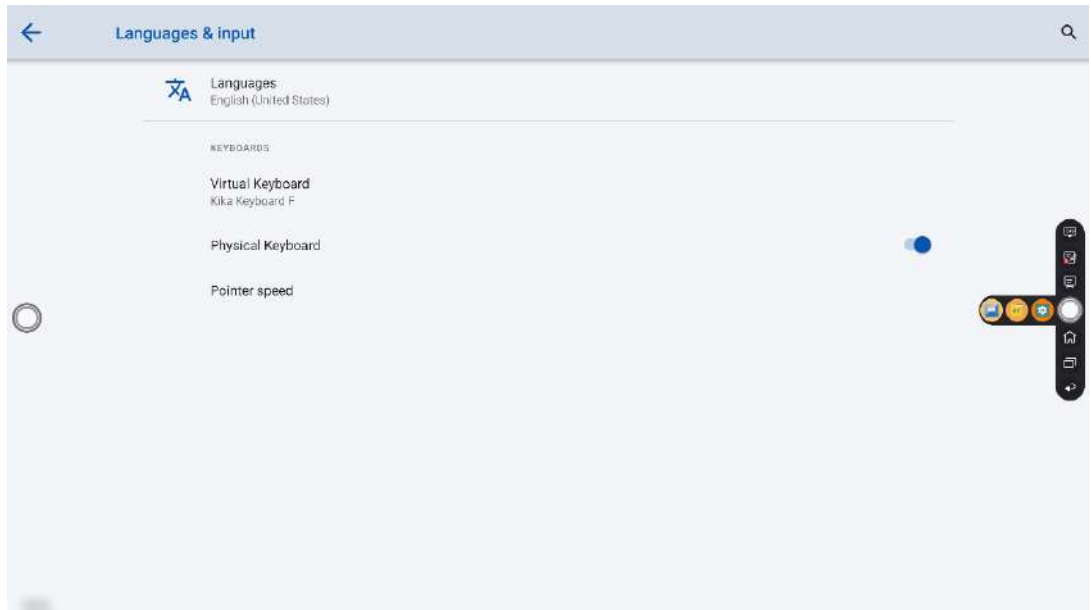 Languages & input
Languages
English (United States)
KEYBOARDS
Virtual Keyboard
Kika Keyboard F
Physical Keyboard
Pointer speed